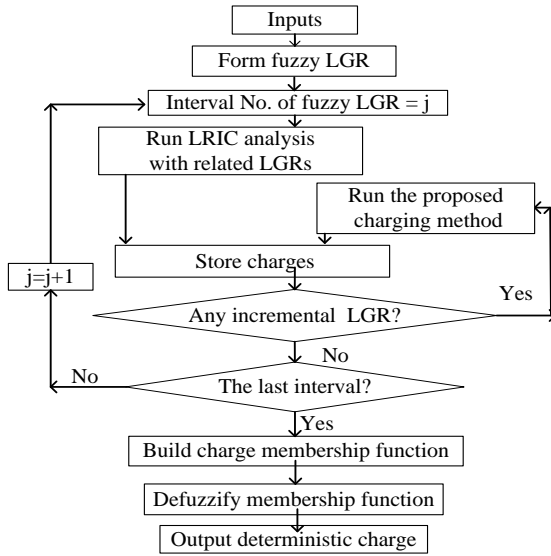 Inputs
Form fuzzy LGR
Interval No. of fuzzy LGR = j
Run LRIC analysis
with related LGRs
Run the proposed
charging method
Store charges
j=j+1
Yes
Any incremental LGR?
No
No
The last interval?
Yes
Build charge membership function
Defuzzify membership function
Output deterministic charge